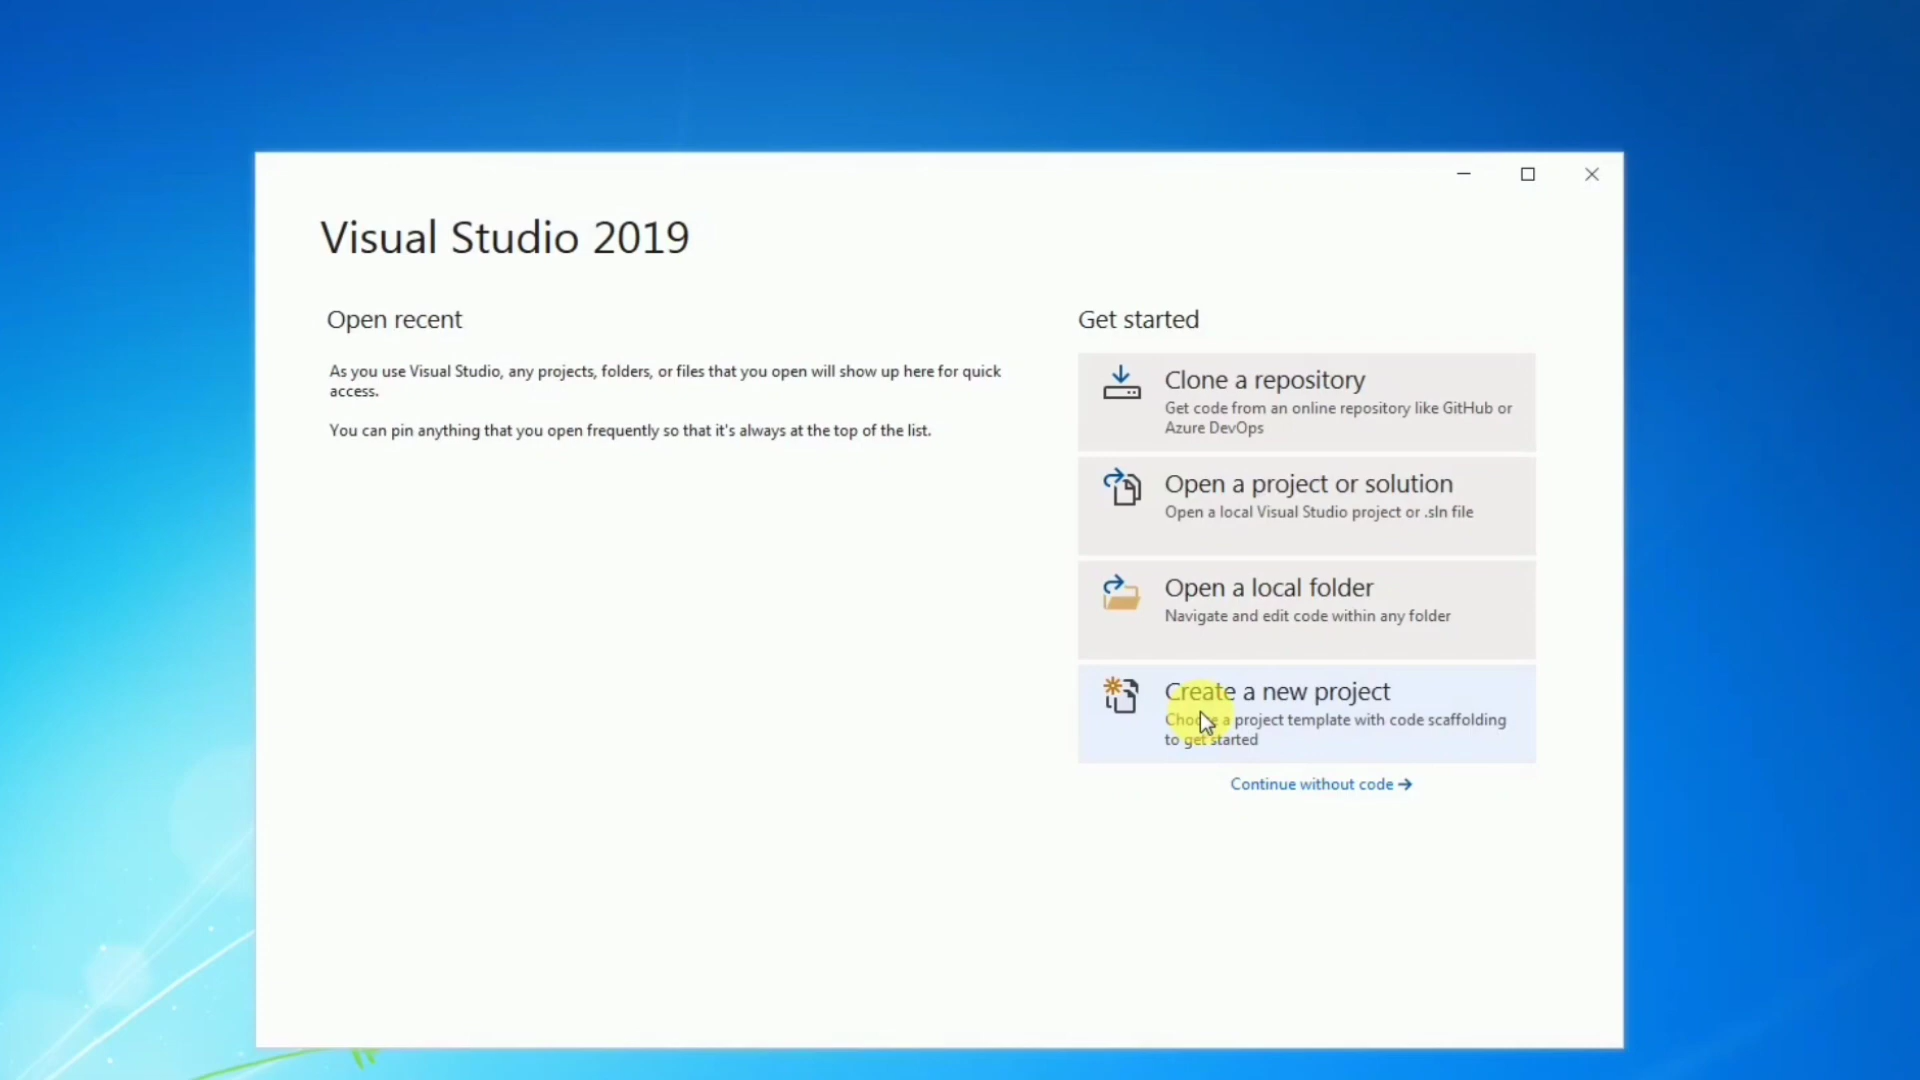 Visual Studio 2019
Open recent
As you use Visual Studio, any projects, folders, or files that you open will show up here for quick
access.
You can pin anything that you open frequently so that it's always at the top of the list.
Get started
Clone a repository
Get code from an online repository like GitHub or
Azure DevOps
Open a project or solution
Open a local Visual Studio project or .sln file
Open a local folder
Navigate and edit code within any folder
Create a new project
Choose a project template with code scaffolding
to get started
Continue without code →